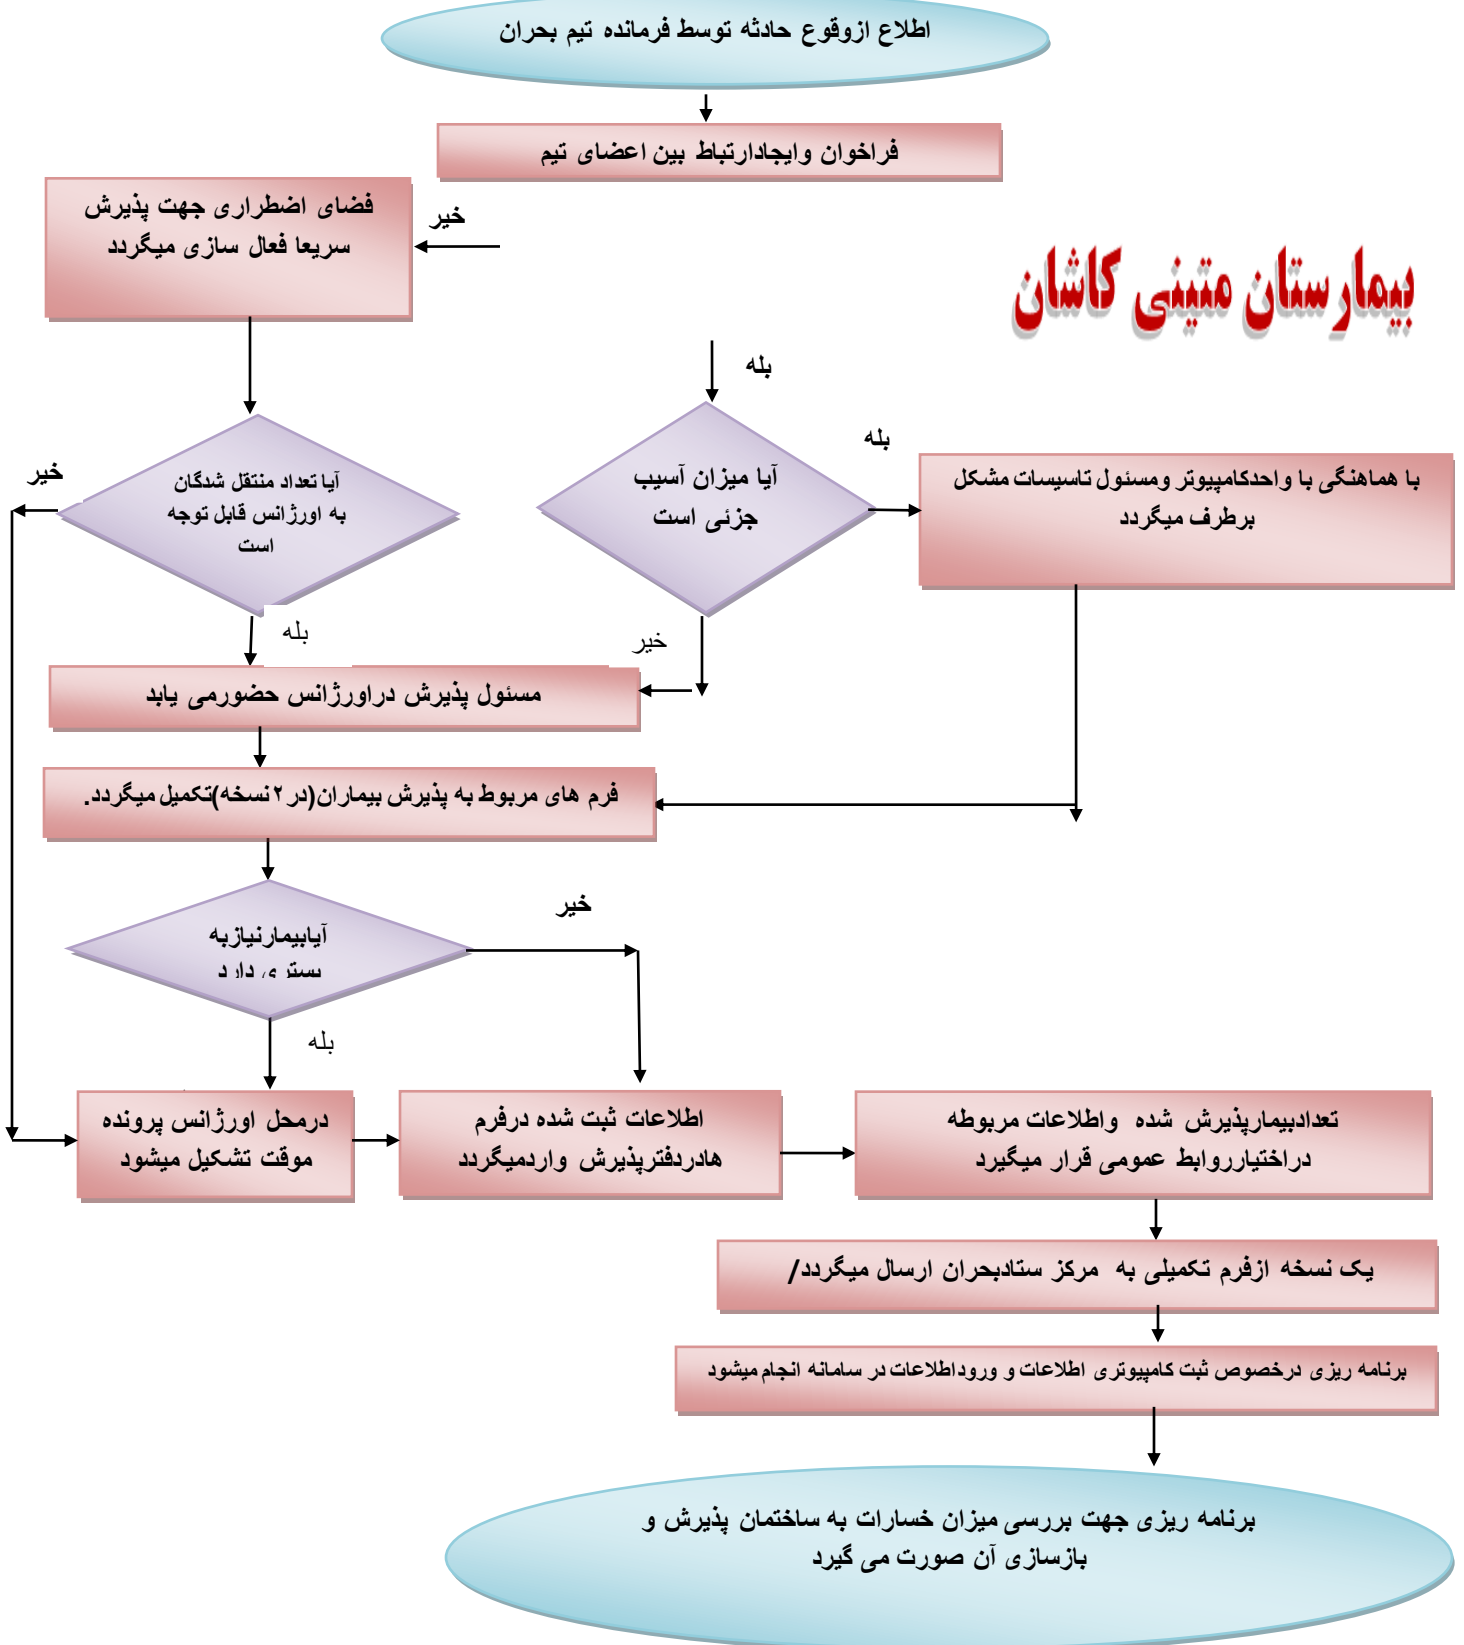 اطلاع ازوقوع حادثه توسط فرمانده تیم بحران
فراخوان وایجادارتباط بین اعضای تیم
فضای اضطراری جهت پذیرش
سریعا فعال سازی میگردد
خیر
بیمارستان متینی کاشان
بله
آیا تعداد منتقل شدگان
به اورژانس قابل توجه
است
خیر
آیا میزان آسیب
جزئی است
بله
با هماهنگی با واحدکامپیوتر ومسئول تاسیسات مشکل
برطرف میگردد
بله
خیر
مسئول پذیرش دراورژانس حضورمی یابد
فرم های مربوط به پذیرش بیماران(در ۲ نسخه)تکمیل میگردد.
آیابیمارنیازبه
بستری دارد
خیر
بله
درمحل اورژانس پرونده
موقت تشکیل میشود
اطلاعات ثبت شده درفرم
هادردفترپذیرش واردمیگردد
تعدادبیمارپذیرش شده واطلاعات مربوطه
دراختیارروابط عمومی قرار میگیرد
یک نسخه ازفرم تکمیلی به مرکز ستادبحران ارسال میگردد/
برنامه ریزی درخصوص ثبت کامپیوتری اطلاعات و ورود اطلاعات در سامانه انجام میشود
برنامه ریزی جهت بررسی میزان خسارات به ساختمان پذیرش و
بازسازی آن صورت می گیرد